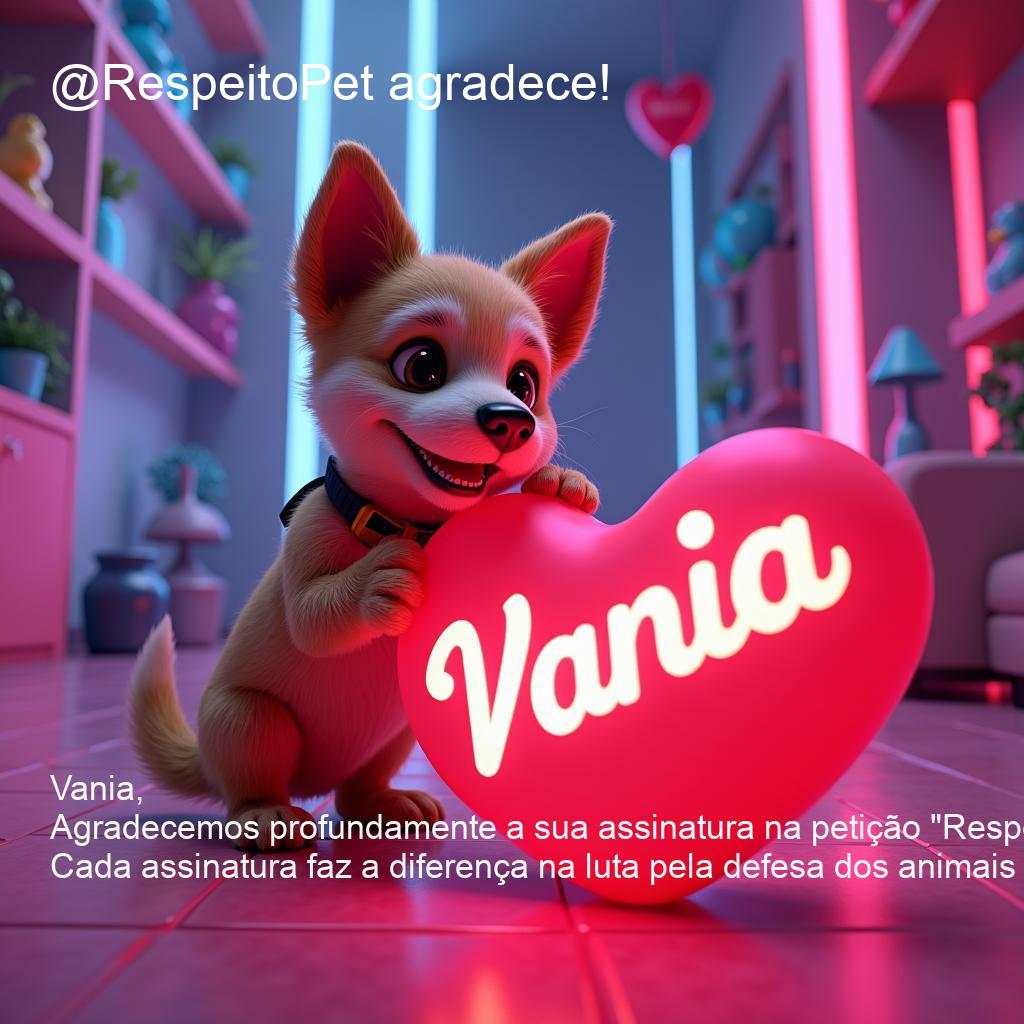 @RespeitoPet agradece!
Vania
Vania,
Agradecemos profundamente a sua assinatura na petição "Resp
Cada assinatura faz a diferença na luta pela defesa dos animais